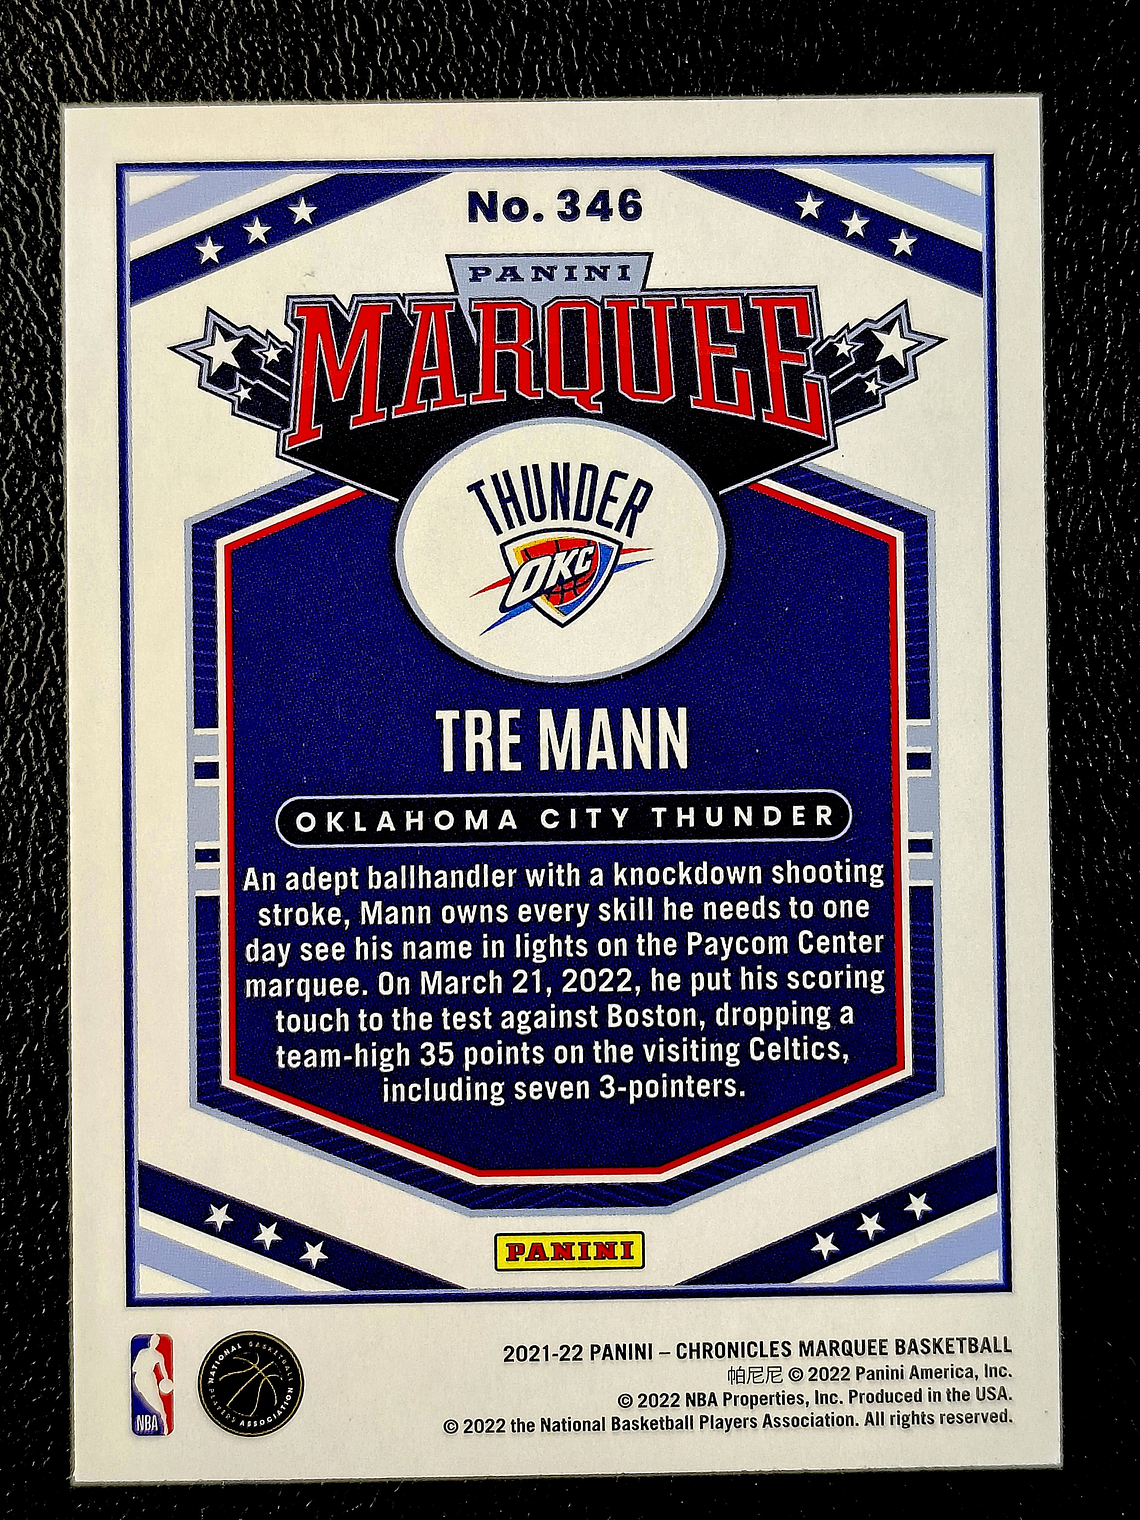 No. 346
PANINI
MARQUEE
THUNDER
OKC
TRE MANN
OKLAHOMA CITY THUNDER
An adept ballhandler with a knockdown shooting
stroke, Mann owns every skill he needs to one
day see his name in lights on the Paycom Center
marquee. On March 21, 2022, he put his scoring
touch to the test against Boston, dropping a
team-high 35 points on the visiting Celtics,
including seven 3-pointers.
PANINI
NBA
NATIONAL BASKETBALL
PLAYERS ASSOCIATION
2021-22 PANINI – CHRONICLES MARQUEE BASKETBALL
帕尼尼 © 2022 Panini America, Inc.
© 2022 NBA Properties, Inc. Produced in the USA.
© 2022 the National Basketball Players Association. All rights reserved.